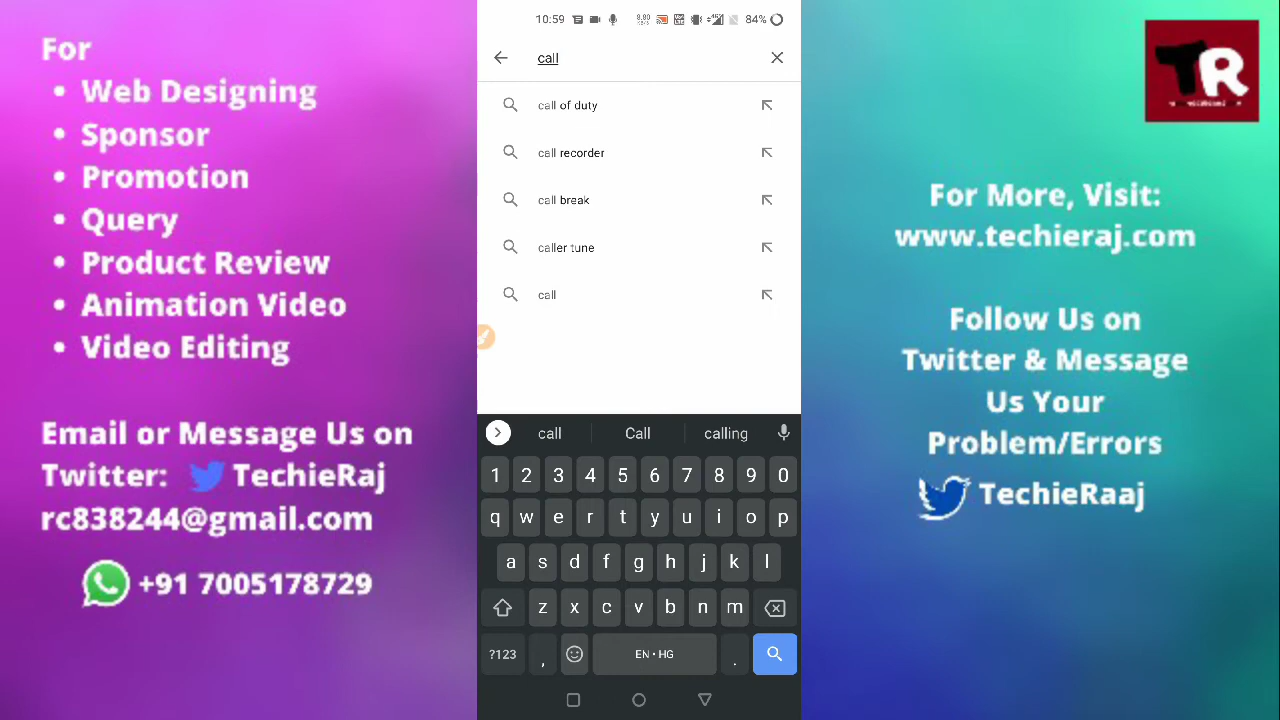 For
• Web Designing
• Sponsor
• Promotion
• Query
• Product Review
• Animation Video
• Video Editing
Email or Message Us on
Twitter: TechieRaj
rc838244@gmail.com
+91 7005178729
10:59 84%
call
call of duty
call recorder
call break
caller tune
call
call Call calling
1 2 3 4 5 6 7 8 9 0
q w e r t y u i o p
a s d f g h j k l
z x c v b n m
?123 , EN • HG .
TR
For More, Visit:
www.techieraj.com
Follow Us on
Twitter & Message
Us Your
Problem/Errors
TechieRaaj